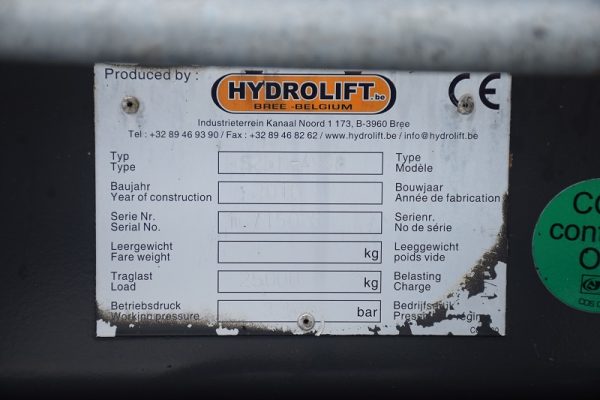 Produced by :
HYDROLIFT.be
BREE - BELGIUM
CE
Industrieterrein Kanaal Noord 1 173, B-3960 Bree
Tel : +32 89 46 93 90 / Fax : +32 89 46 82 62 / www.hydrolift.be / info@hydrolift.be
Typ
Type
Type
Modèle
Baujahr
Year of construction
Bouwjaar
Année de fabrication
Serie Nr.
Serial No.
Serienr.
No de série
Leergewicht
Fare weight
kg
Leeggewicht
poids vide
Traglast
Load
kg
Belasting
Charge
Betriebsdruck
Working pressure
bar